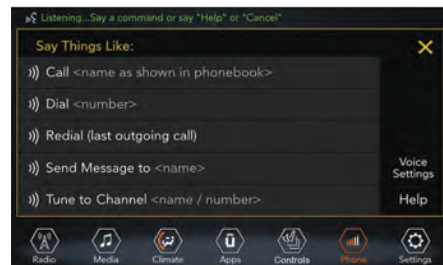 Listening...Say a command or say "Help" or "Cancel"
Say Things Like:
Call <name as shown in phonebook>
Dial <number>
Redial (last outgoing call)
Send Message to <name>
Tune to Channel <name / number>
Voice
Settings
Help
Radio
Media
Climate
Apps
Controls
Phone
Settings